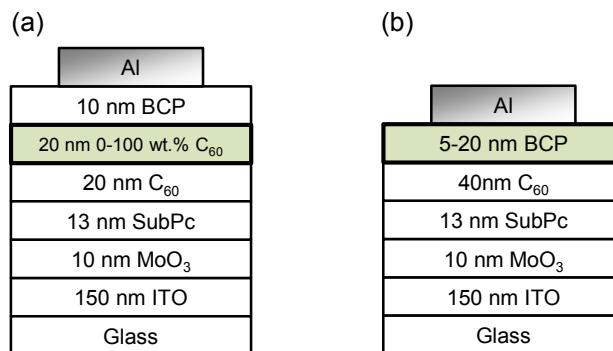 (a)
Al
10 nm BCP
20 nm 0-100 wt.% C60
20 nm C60
13 nm SubPc
10 nm MoO3
150 nm ITO
Glass
(b)
Al
5-20 nm BCP
40nm C60
13 nm SubPc
10 nm MoO3
150 nm ITO
Glass